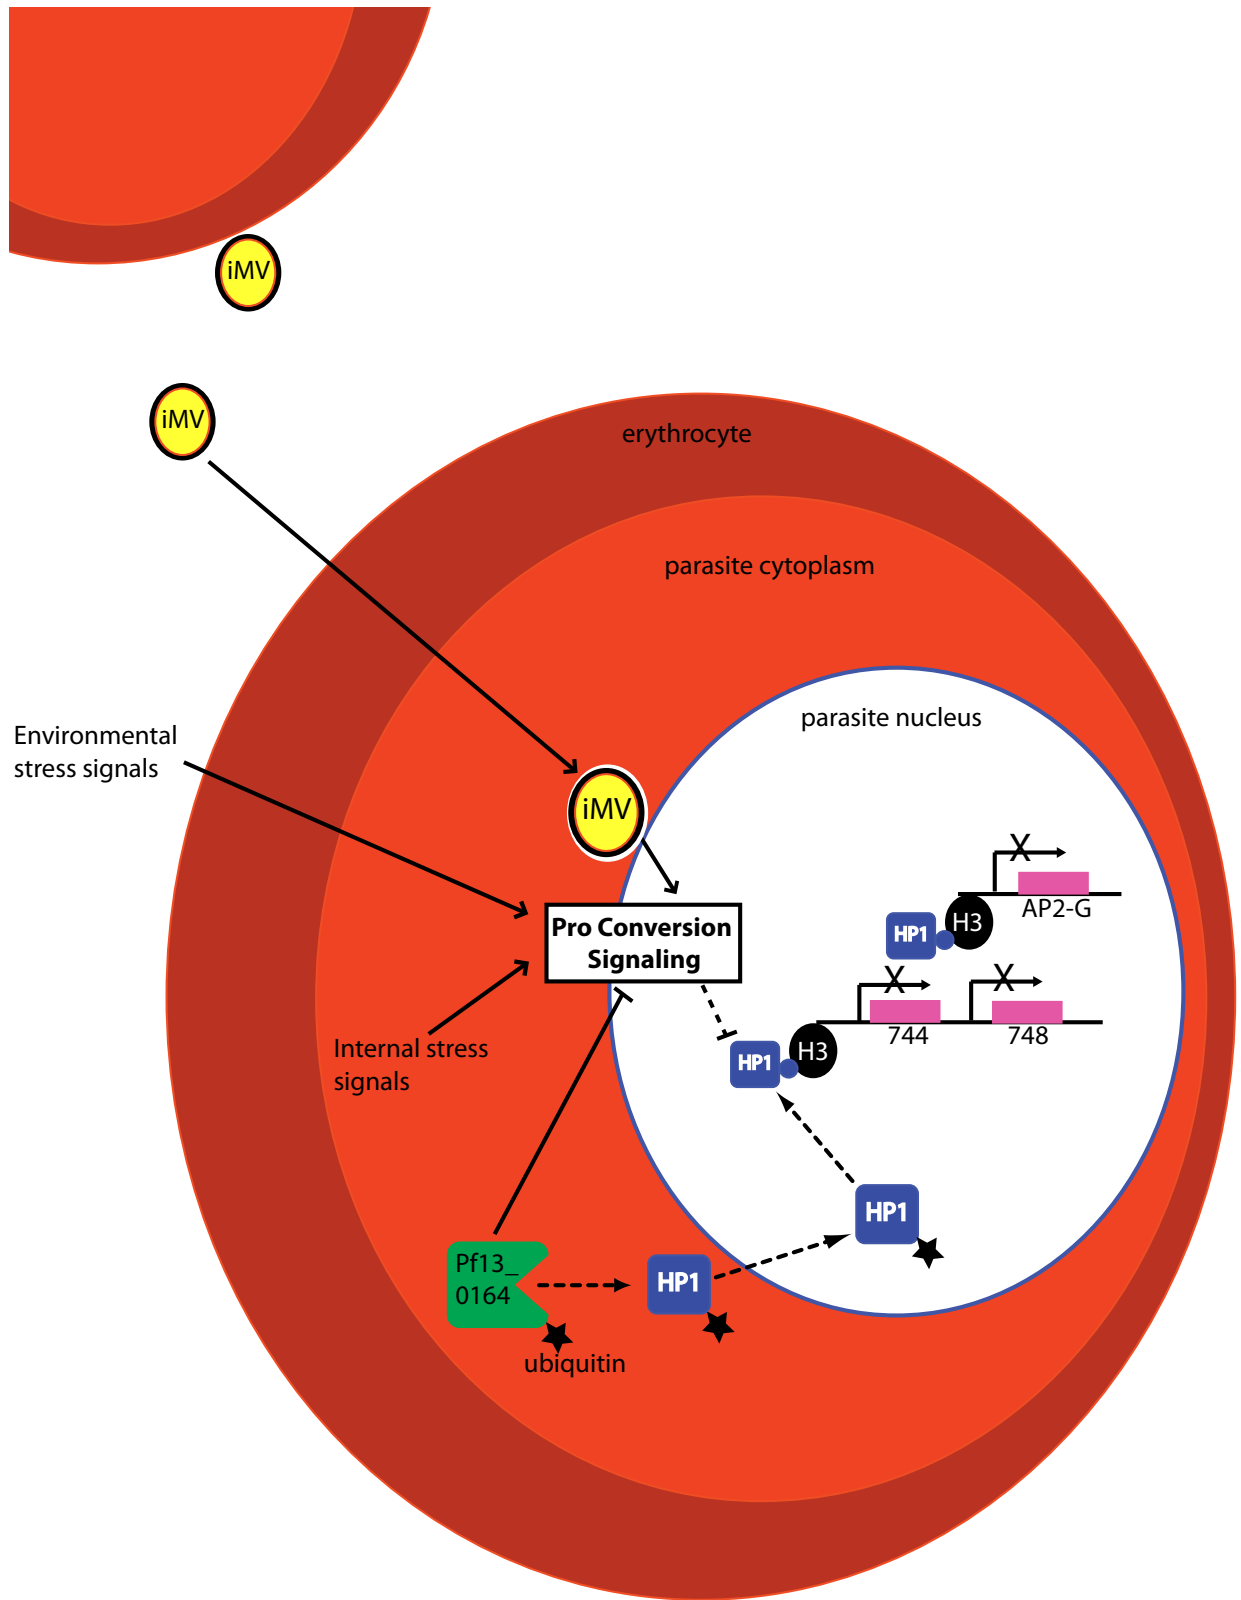 iMV
iMV
erythrocyte
parasite cytoplasm
parasite nucleus
Environmental
stress signals
iMV
X
AP2-G
HP1
H3
Pro Conversion
Signaling
X
X
744
748
HP1
H3
Internal stress
signals
HP1
Pf13_
0164
HP1
ubiquitin